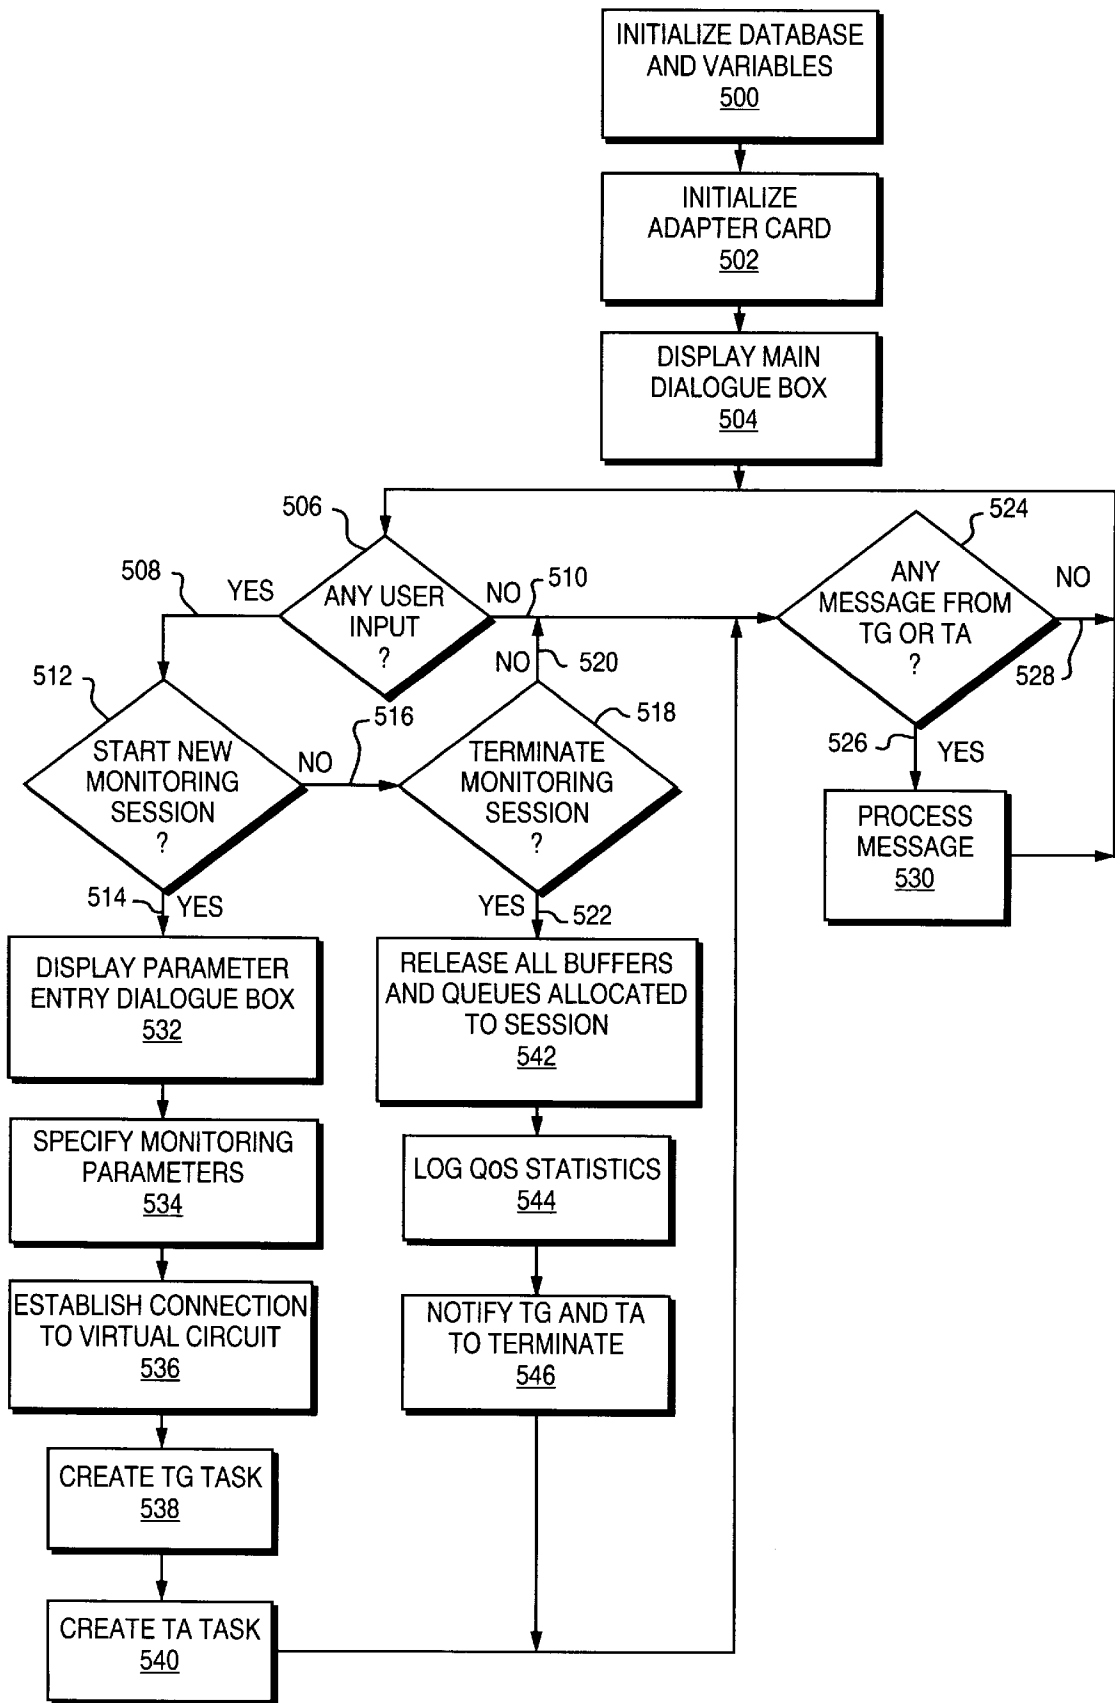 INITIALIZE DATABASE
AND VARIABLES
500
INITIALIZE
ADAPTER CARD
502
DISPLAY MAIN
DIALOGUE BOX
504
506
ANY USER
INPUT
?
508
YES
NO
510
524
ANY
MESSAGE FROM
TG OR TA
?
NO
528
526
YES
PROCESS
MESSAGE
530
512
START NEW
MONITORING
SESSION
?
NO
516
NO
520
518
TERMINATE
MONITORING
SESSION
?
514
YES
YES
522
DISPLAY PARAMETER
ENTRY DIALOGUE BOX
532
SPECIFY MONITORING
PARAMETERS
534
ESTABLISH CONNECTION
TO VIRTUAL CIRCUIT
536
CREATE TG TASK
538
CREATE TA TASK
540
RELEASE ALL BUFFERS
AND QUEUES ALLOCATED
TO SESSION
542
LOG QoS STATISTICS
544
NOTIFY TG AND TA
TO TERMINATE
546